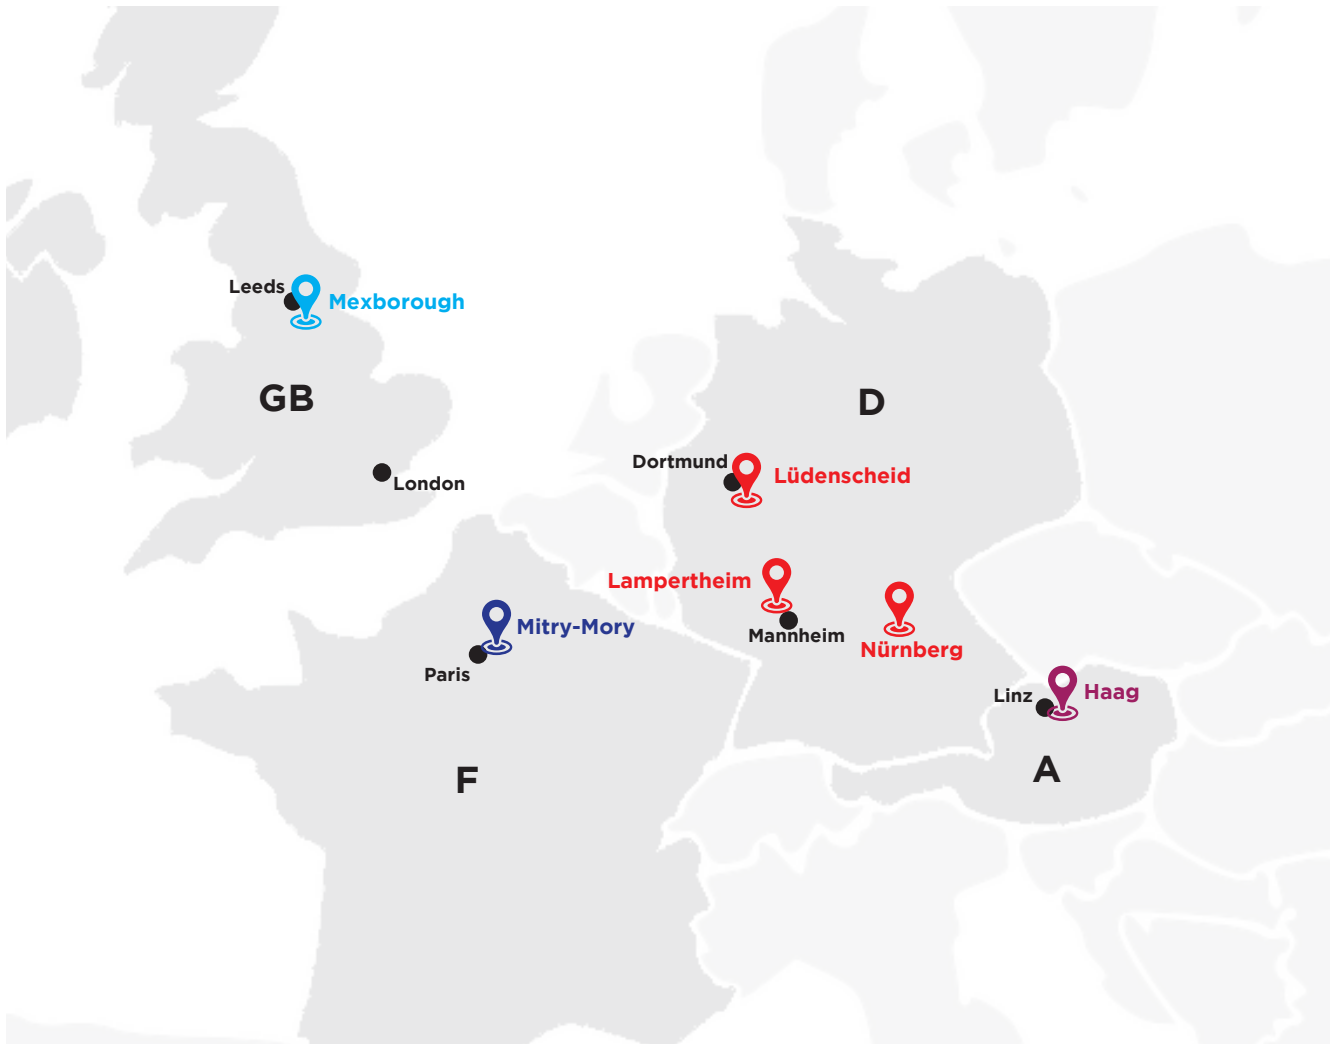 Leeds
Mexborough
GB
D
London
Dortmund
Lüdenscheid
Lampertheim
Mannheim
Nürnberg
Mitry-Mory
Paris
Linz
Haag
F
A